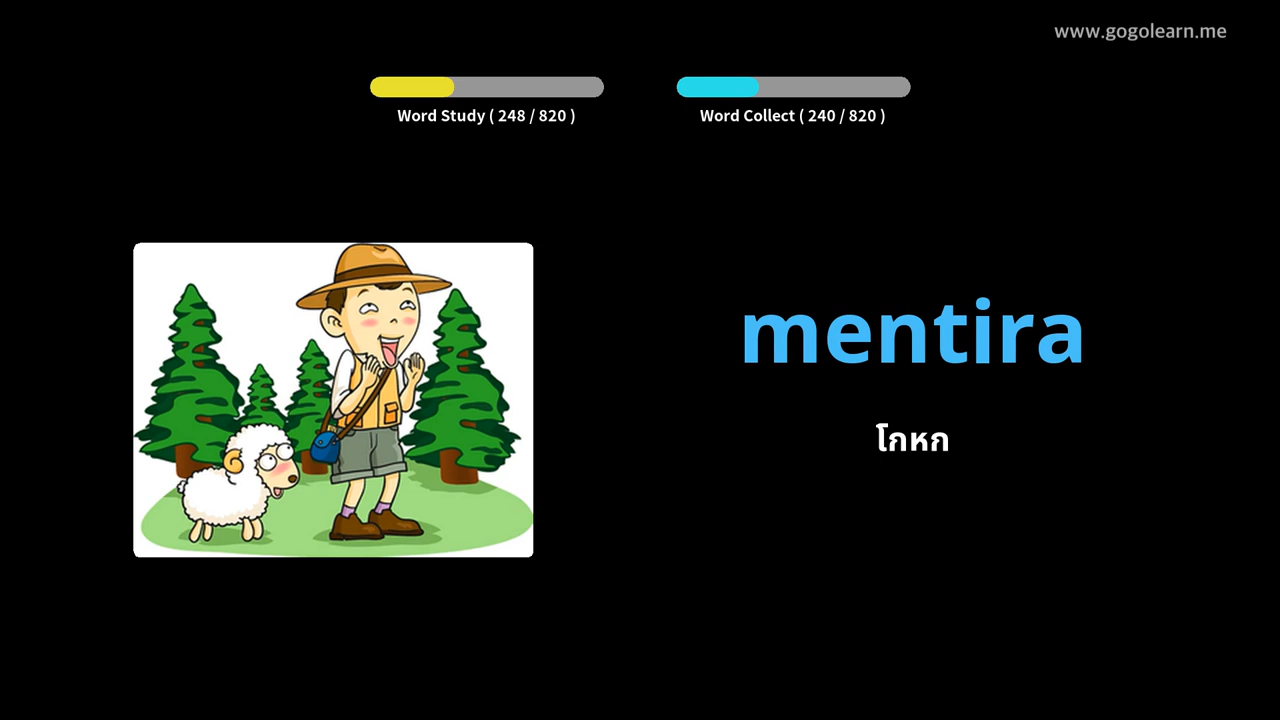 www.gogolearn.me
Word Study ( 248 / 820 )
Word Collect ( 240 / 820 )
mentira
โกหก